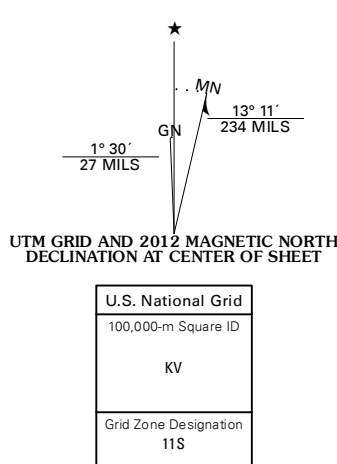 MN
13° 11´
234 MILS
GN
1° 30´
27 MILS
UTM GRID AND 2012 MAGNETIC NORTH
DECLINATION AT CENTER OF SHEET
U.S. National Grid
100,000-m Square ID
KV
Grid Zone Designation
11S